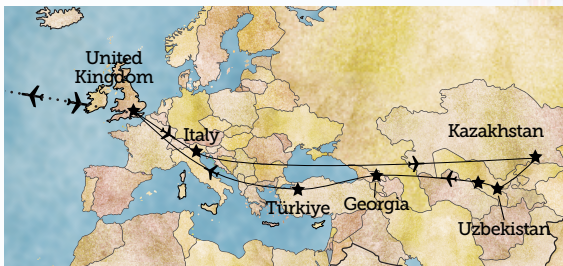 United
Kingdom
Italy
Kazakhstan
Türkiye
Georgia
Uzbekistan